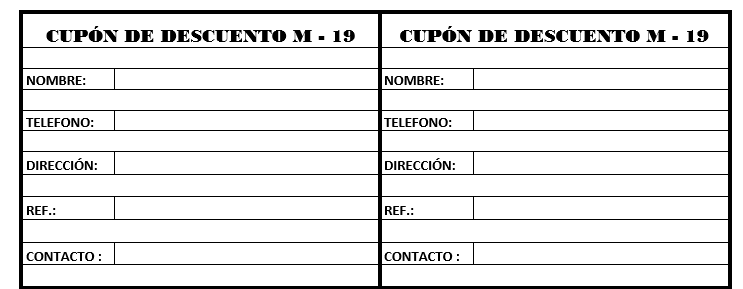 CUPÓN DE DESCUENTO M - 19
NOMBRE:
TELEFONO:
DIRECCIÓN:
REF.:
CONTACTO :
CUPÓN DE DESCUENTO M - 19
NOMBRE:
TELEFONO:
DIRECCIÓN:
REF.:
CONTACTO :